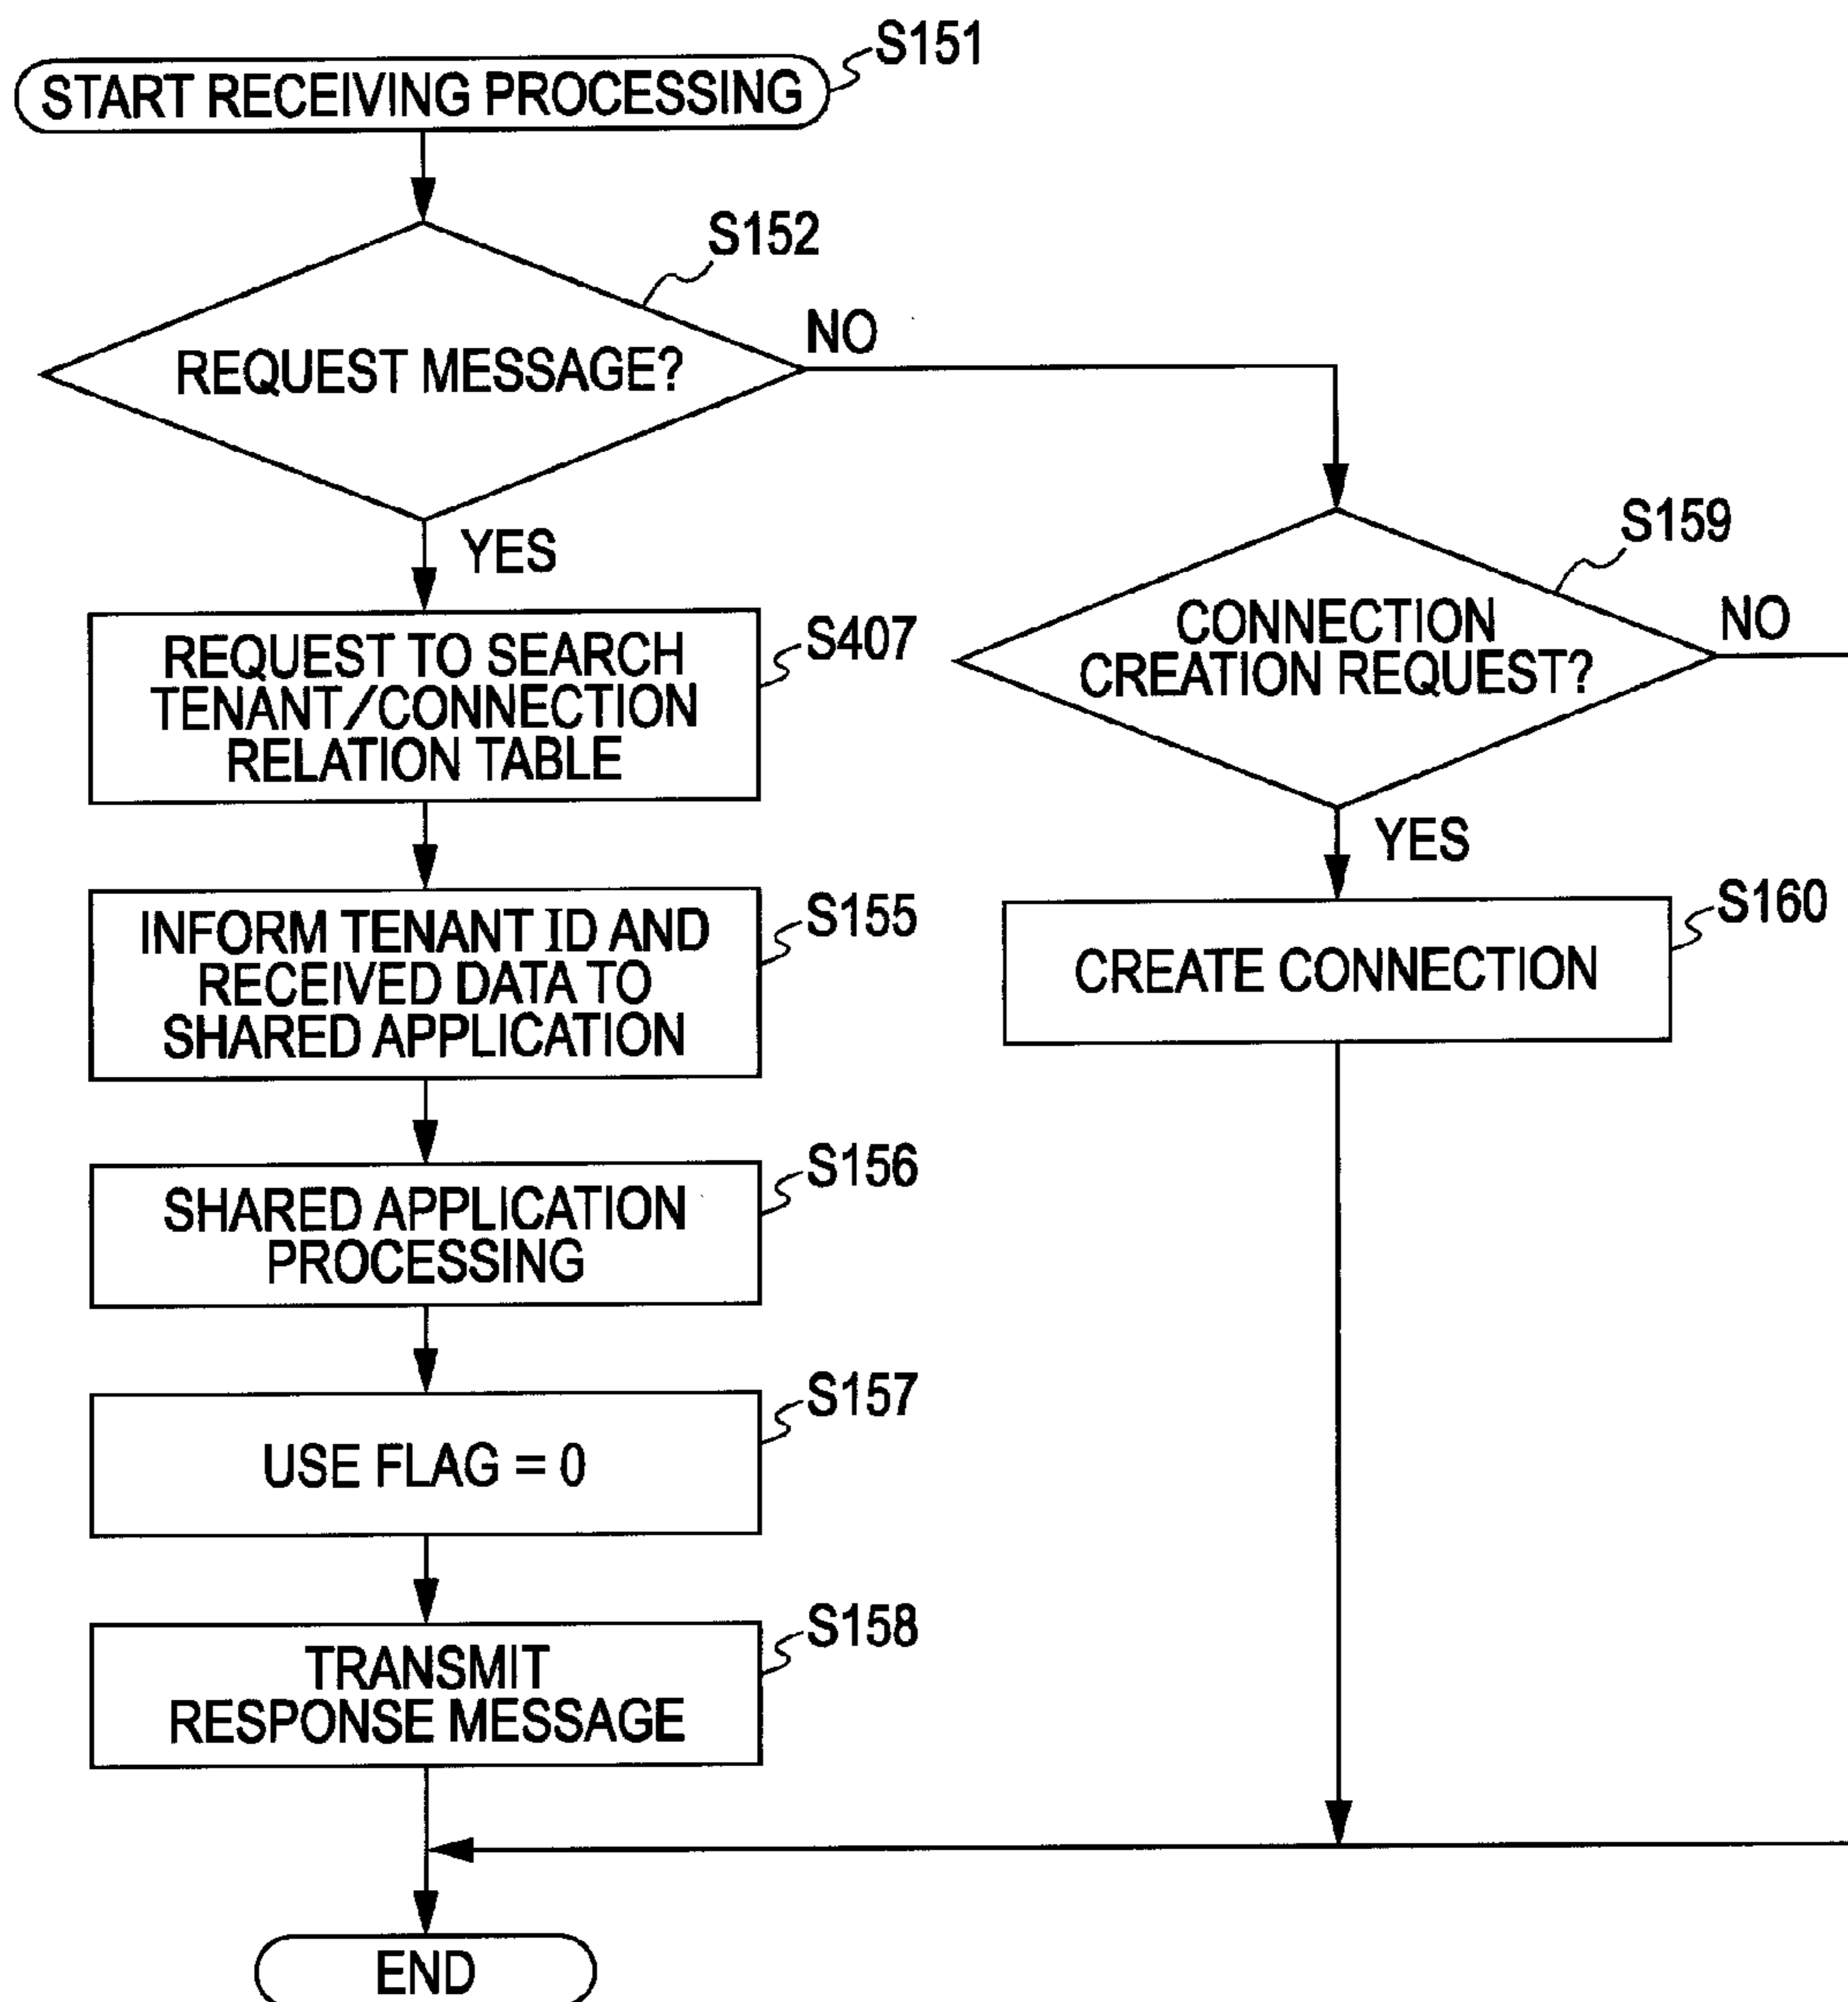 S151
START RECEIVING PROCESSING
S152
REQUEST MESSAGE?
NO
YES
S159
CONNECTION
CREATION REQUEST?
NO
YES
S407
REQUEST TO SEARCH
TENANT/CONNECTION
RELATION TABLE
S155
INFORM TENANT ID AND
RECEIVED DATA TO
SHARED APPLICATION
S160
CREATE CONNECTION
S156
SHARED APPLICATION
PROCESSING
S157
USE FLAG = 0
S158
TRANSMIT
RESPONSE MESSAGE
END